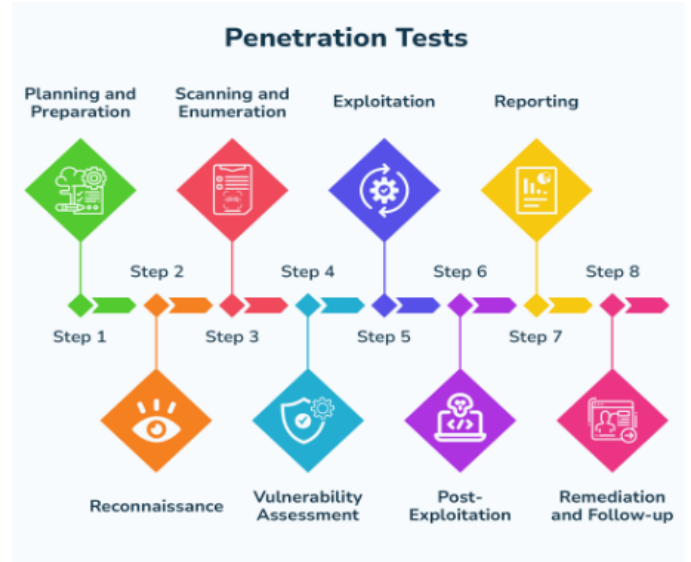 Penetration Tests
Planning and
Preparation
Scanning and
Enumeration
Exploitation
Reporting
Step 2
Step 4
Step 6
Step 8
Step 1
Step 3
Step 5
Step 7
Reconnaissance
Vulnerability
Assessment
Post-
Exploitation
Remediation
and Follow-up